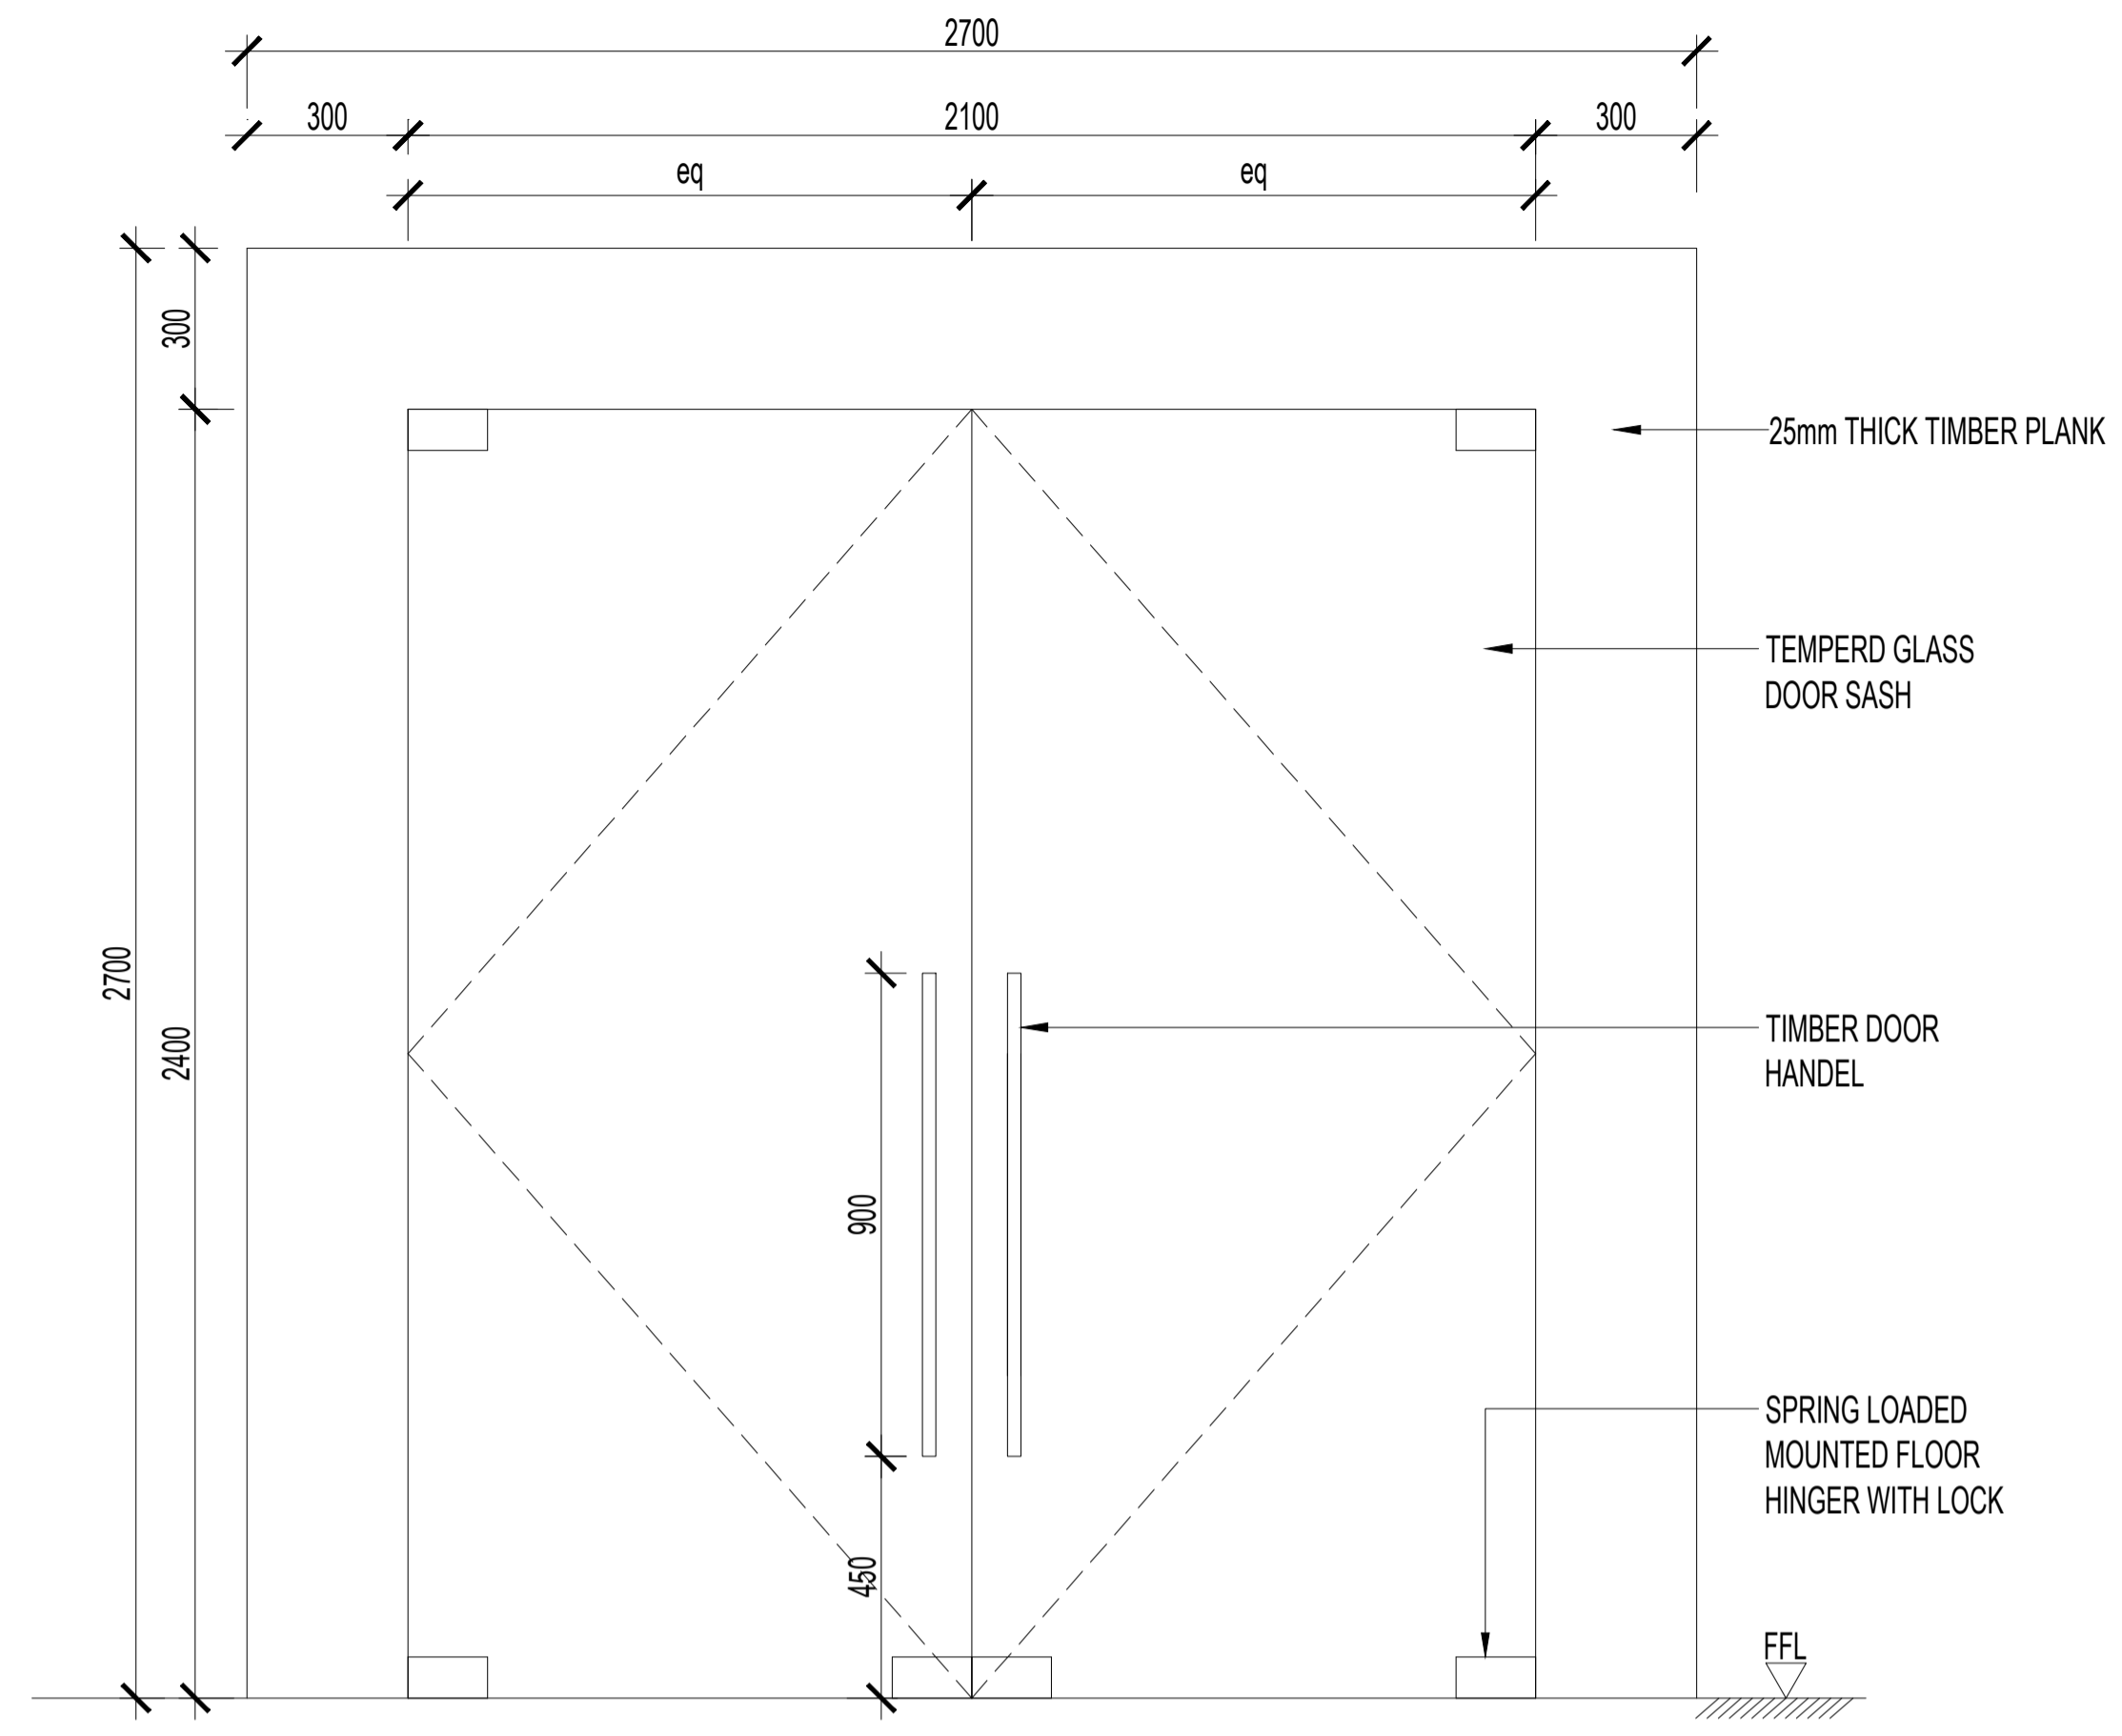 2700
300
2100
300
eq
eq
300
25mm THICK TIMBER PLANK
TEMPERD GLASS
DOOR SASH
2700
2400
TIMBER DOOR
HANDEL
900
SPRING LOADED
MOUNTED FLOOR
HINGER WITH LOCK
450
FFL